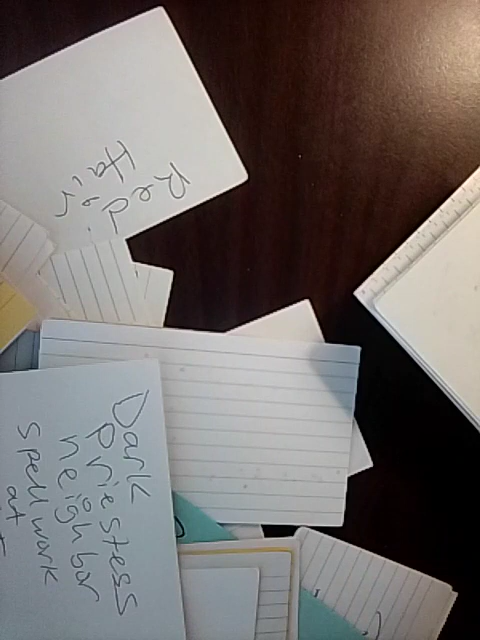 Red
Hair
Dark
Priestess
neighbor
spell work
at